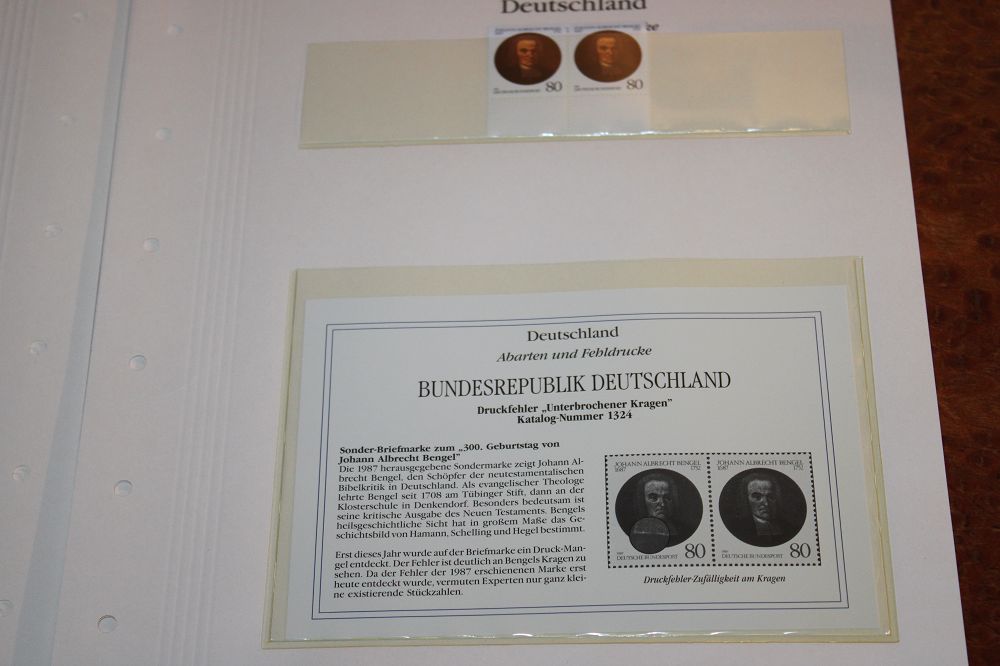 Deutschland
80
80
Deutschland
Abarten und Fehldrucke
BUNDESREPUBLIK DEUTSCHLAND
Druckfehler „Unterbrochener Kragen"
Katalog-Nummer 1324
Sonder-Briefmarke zum „300. Geburtstag von
Johann Albrecht Bengel"
Die 1987 herausgegebene Sondermarke zeigt Johann Al-
brecht Bengel, den Schöpfer der neutestamentalischen
Bibelkritik in Deutschland. Als evangelischer Theologe
lehrte Bengel seit 1708 am Tübinger Stift, dann an der
Klosterschule in Denkendorf. Besonders bedeutsam ist
seine kritische Ausgabe des Neuen Testaments. Bengels
heilsgeschichtliche Sicht hat in großem Maße das Ge-
schichtsbild von Hamann, Schelling und Hegel bestimmt.
Erst dieses Jahr wurde auf der Briefmarke ein Druck-Man-
gel entdeckt. Der Fehler ist deutlich an Bengels Kragen zu
sehen. Da der Fehler der 1987 erschienenen Marke erst
heute entdeckt wurde, vermuten Experten nur ganz klei-
ne existierende Stückzahlen.
JOHANN ALBRECHT BENGEL
1687 1752
DEUTSCHE BUNDESPOST 80
JOHANN ALBRECHT BENGEL
1687 1752
DEUTSCHE BUNDESPOST 80
Druckfehler-Zufälligkeit am Kragen